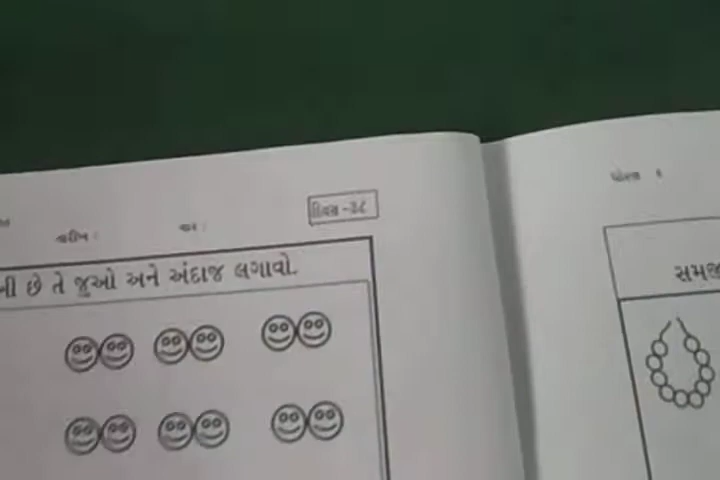 તારીખ : વાર :
દિવસ -૩૮
ની છે તે જુઓ અને અંદાજ લગાવો.
ધોરણ ૧
સમજ